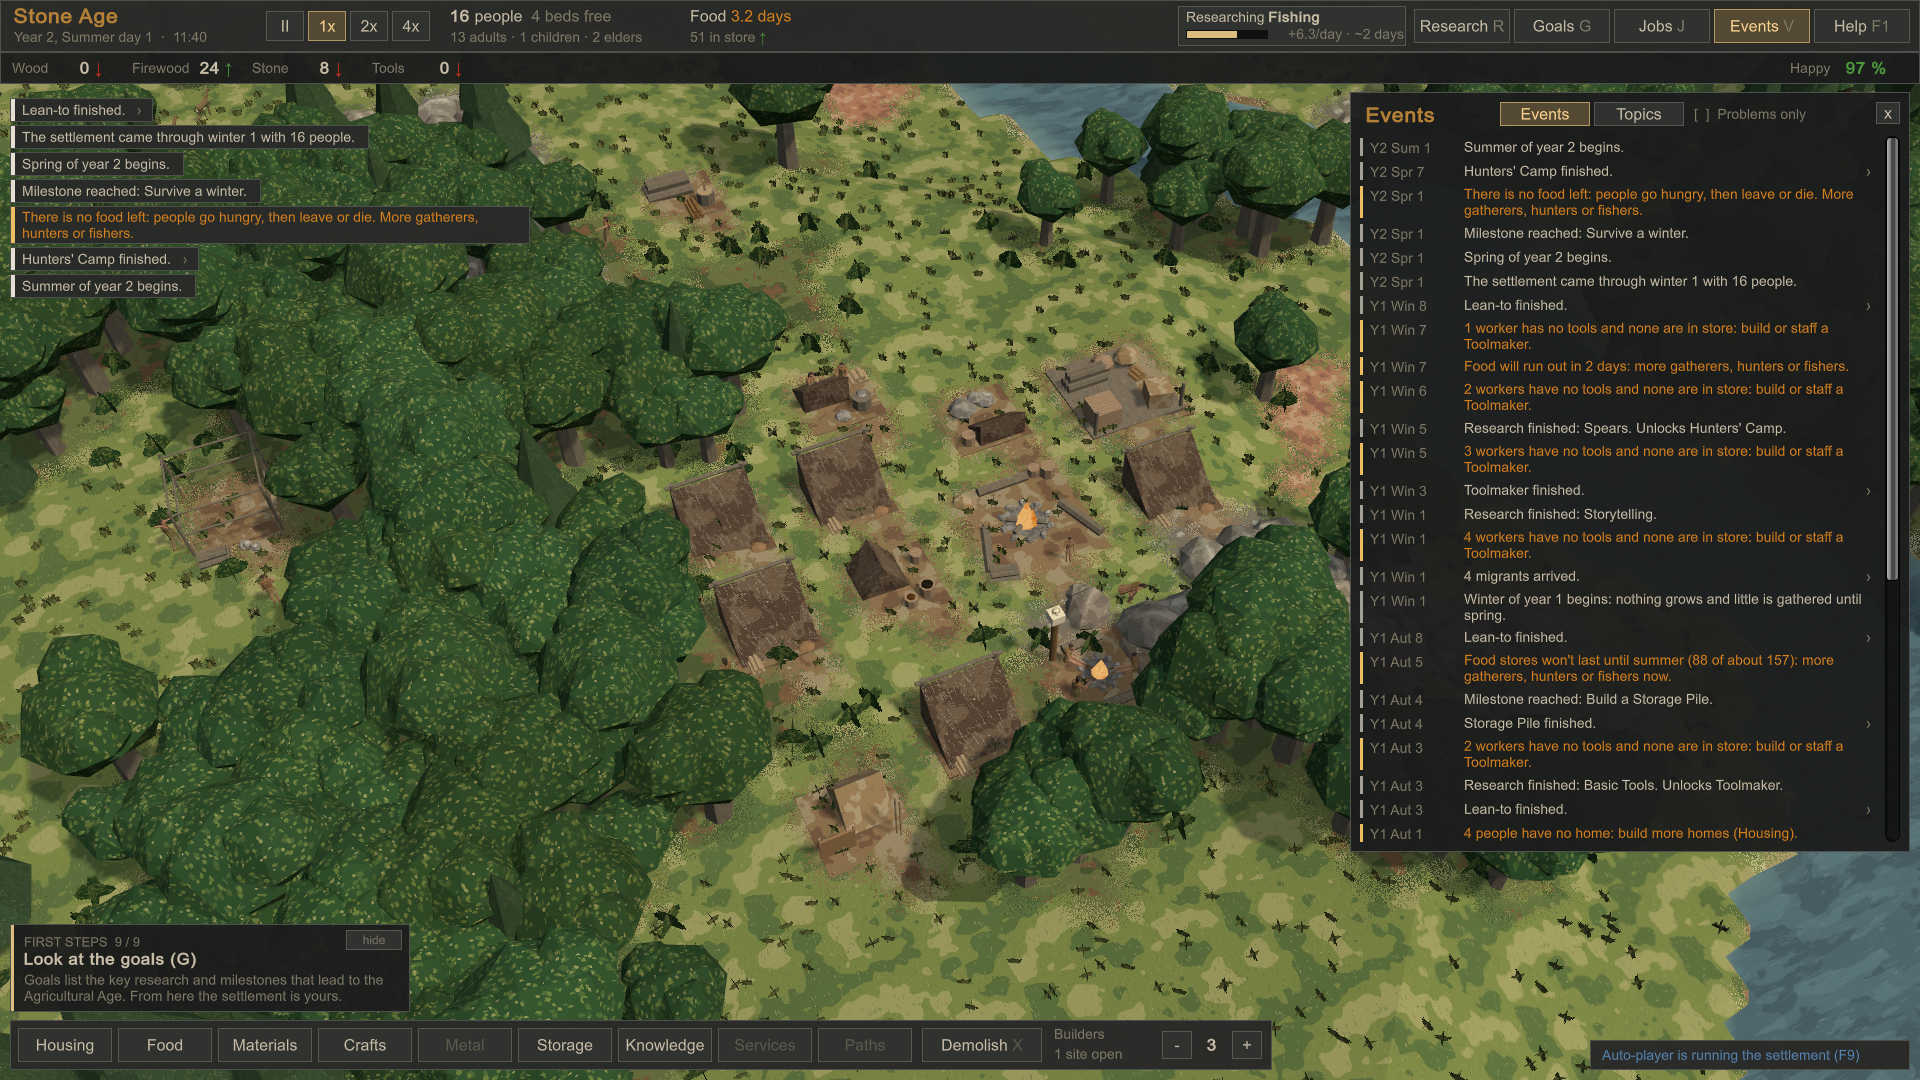 Stone Age
Year 2, Summer day 1 · 11:40
II
1x
2x
4x
16 people 4 beds free
13 adults · 1 children · 2 elders
Food 3.2 days
51 in store ↑
Researching Fishing
+6.3/day · ~2 days
Research R
Goals G
Jobs J
Events V
Help F1
Wood 0 ↓
Firewood 24 ↑
Stone 8 ↓
Tools 0 ↓
Happy 97 %
Lean-to finished. ›
The settlement came through winter 1 with 16 people.
Spring of year 2 begins.
Milestone reached: Survive a winter.
There is no food left: people go hungry, then leave or die. More gatherers,
hunters or fishers.
Hunters' Camp finished. ›
Summer of year 2 begins.
Events
Events
Topics
[ ] Problems only
x
Y2 Sum 1 Summer of year 2 begins.
Y2 Spr 7 Hunters' Camp finished. ›
Y2 Spr 1 There is no food left: people go hungry, then leave or die. More
gatherers, hunters or fishers.
Y2 Spr 1 Milestone reached: Survive a winter.
Y2 Spr 1 Spring of year 2 begins.
Y2 Spr 1 The settlement came through winter 1 with 16 people.
Y1 Win 8 Lean-to finished. ›
Y1 Win 7 1 worker has no tools and none are in store: build or staff a
Toolmaker.
Y1 Win 7 Food will run out in 2 days: more gatherers, hunters or fishers.
Y1 Win 6 2 workers have no tools and none are in store: build or staff a
Toolmaker.
Y1 Win 5 Research finished: Spears. Unlocks Hunters' Camp.
Y1 Win 5 3 workers have no tools and none are in store: build or staff a
Toolmaker.
Y1 Win 3 Toolmaker finished. ›
Y1 Win 1 Research finished: Storytelling.
Y1 Win 1 4 workers have no tools and none are in store: build or staff a
Toolmaker.
Y1 Win 1 4 migrants arrived. ›
Y1 Win 1 Winter of year 1 begins: nothing grows and little is gathered until
spring.
Y1 Aut 8 Lean-to finished. ›
Y1 Aut 5 Food stores won't last until summer (88 of about 157): more
gatherers, hunters or fishers now.
Y1 Aut 4 Milestone reached: Build a Storage Pile.
Y1 Aut 4 Storage Pile finished. ›
Y1 Aut 3 2 workers have no tools and none are in store: build or staff a
Toolmaker.
Y1 Aut 3 Research finished: Basic Tools. Unlocks Toolmaker.
Y1 Aut 3 Lean-to finished. ›
Y1 Aut 1 4 people have no home: build more homes (Housing).
FIRST STEPS 9 / 9
hide
Look at the goals (G)
Goals list the key research and milestones that lead to the
Agricultural Age. From here the settlement is yours.
Housing
Food
Materials
Crafts
Metal
Storage
Knowledge
Services
Paths
Demolish X
Builders
1 site open
-
3
+
Auto-player is running the settlement (F9)